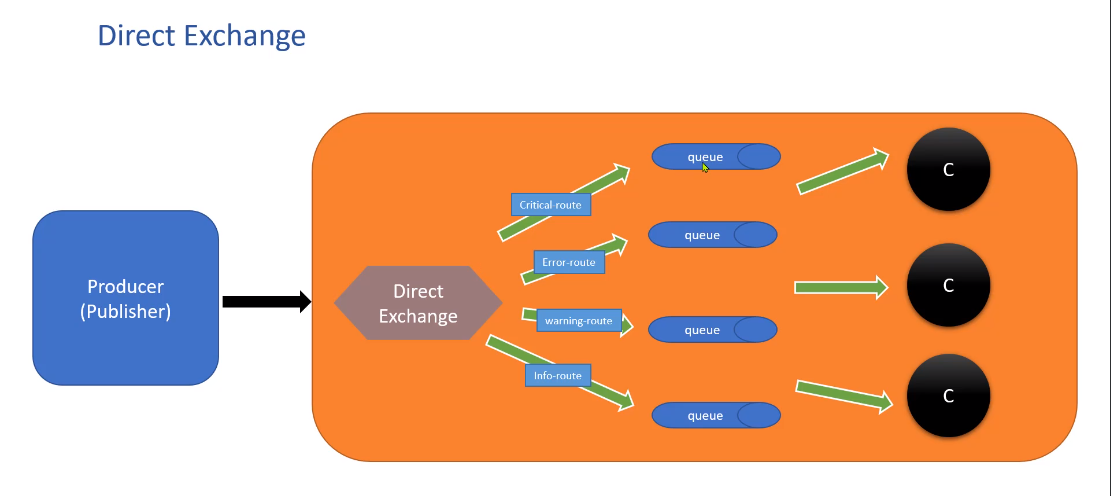 Direct Exchange
Producer
(Publisher)
Direct
Exchange
Critical-route
Error-route
warning-route
Info-route
queue
queue
queue
queue
C
C
C